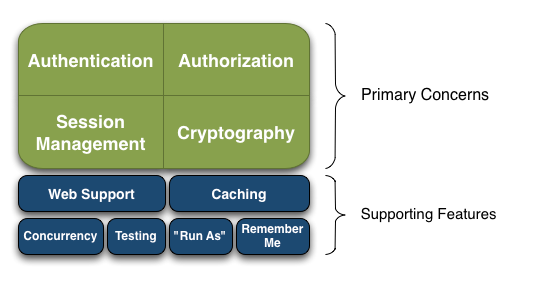 Authentication
Authorization
Session
Management
Cryptography
Primary Concerns
Web Support
Caching
Concurrency
Testing
"Run As"
Remember
Me
Supporting Features